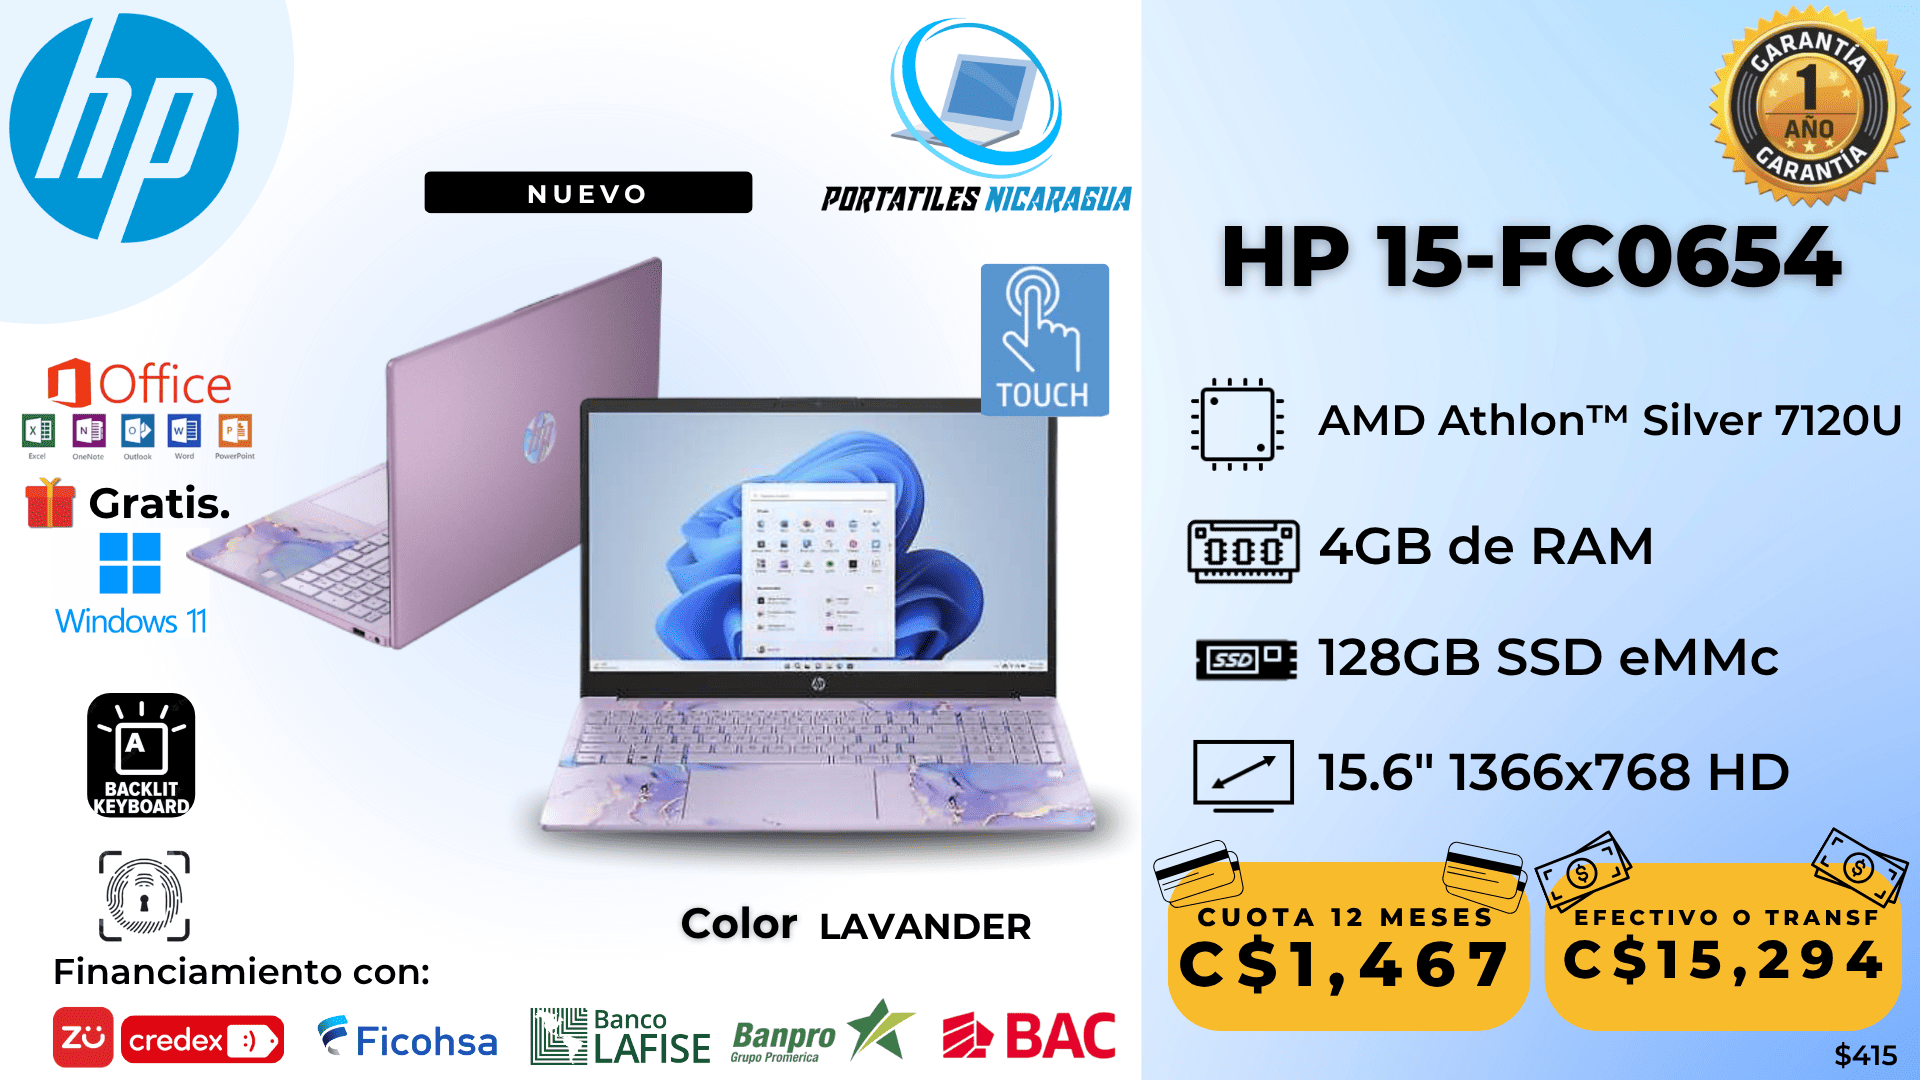 hp
NUEVO
PORTATILES NICARAGUA
GARANTÍA
1
AÑO
GARANTÍA
HP 15-FC0654
TOUCH
Office
Excel
OneNote
Outlook
Word
PowerPoint
Gratis.
Windows 11
AMD Athlon™ Silver 7120U
4GB de RAM
SSD
128GB SSD eMMc
15.6" 1366x768 HD
A
BACKLIT
KEYBOARD
Color LAVANDER
CUOTA 12 MESES
C$1,467
EFECTIVO O TRANSF
C$15,294
Financiamiento con:
ZU
credex
Ficohsa
Banco
LAFISE
Banpro
Grupo Promerica
BAC
$415